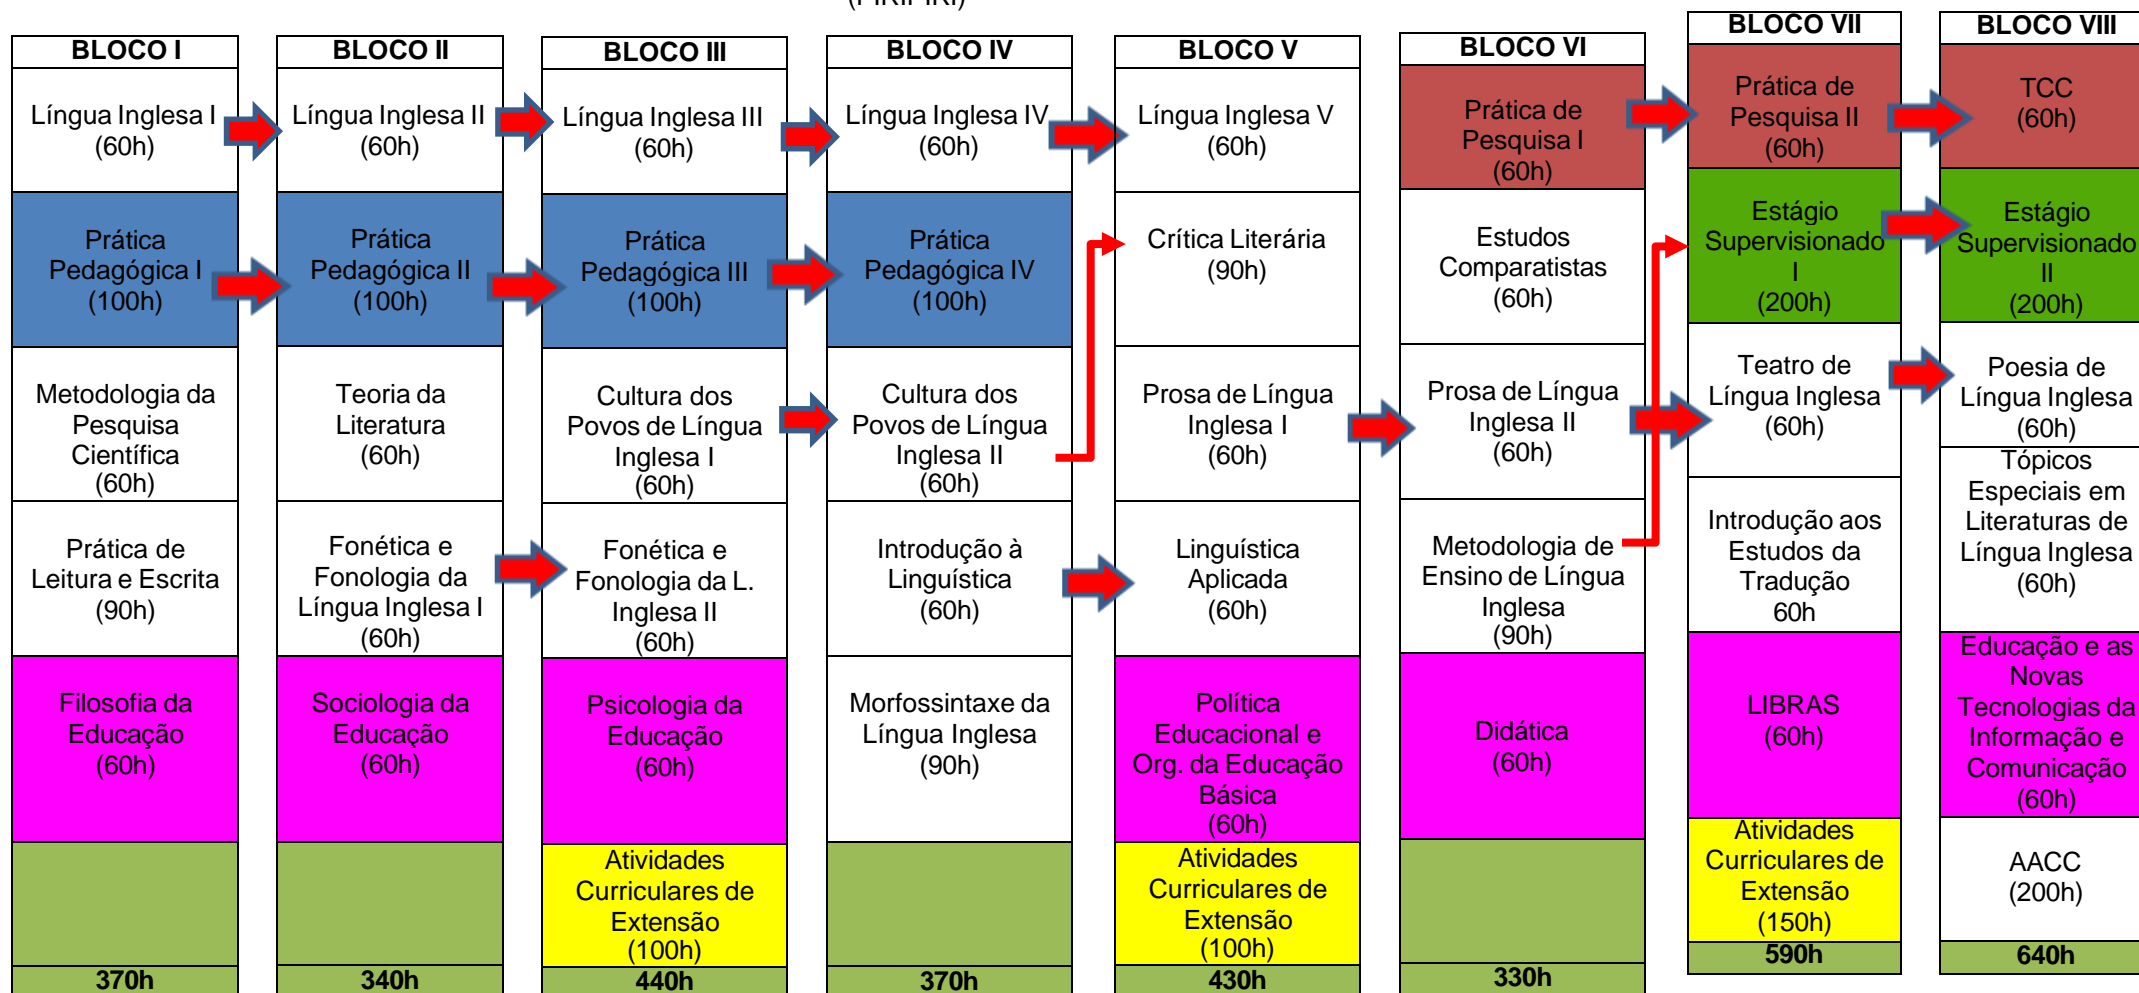 (PIRIPIRI)
BLOCO I
Língua Inglesa I
(60h)
Prática
Pedagógica I
(100h)
Metodologia da
Pesquisa
Científica
(60h)
Prática de
Leitura e Escrita
(90h)
Filosofia da
Educação
(60h)
370h
BLOCO II
Língua Inglesa II
(60h)
Prática
Pedagógica II
(100h)
Teoria da
Literatura
(60h)
Fonética e
Fonologia da
Língua Inglesa I
(60h)
Sociologia da
Educação
(60h)
340h
BLOCO III
Língua Inglesa III
(60h)
Prática
Pedagógica III
(100h)
Cultura dos
Povos de Língua
Inglesa I
(60h)
Fonética e
Fonologia da L.
Inglesa II
(60h)
Psicologia da
Educação
(60h)
Atividades
Curriculares de
Extensão
(100h)
440h
BLOCO IV
Língua Inglesa IV
(60h)
Prática
Pedagógica IV
(100h)
Cultura dos
Povos de Língua
Inglesa II
(60h)
Introdução à
Linguística
(60h)
Morfossintaxe da
Língua Inglesa
(90h)
370h
BLOCO V
Língua Inglesa V
(60h)
Crítica Literária
(90h)
Prosa de Língua
Inglesa I
(60h)
Linguística
Aplicada
(60h)
Política
Educacional e
Org. da Educação
Básica
(60h)
Atividades
Curriculares de
Extensão
(100h)
430h
BLOCO VI
Prática de
Pesquisa I
(60h)
Estudos
Comparatistas
(60h)
Prosa de Língua
Inglesa II
(60h)
Metodologia de
Ensino de Língua
Inglesa
(90h)
Didática
(60h)
330h
BLOCO VII
Prática de
Pesquisa II
(60h)
Estágio
Supervisionado
I
(200h)
Teatro de
Língua Inglesa
(60h)
Introdução aos
Estudos da
Tradução
60h
LIBRAS
(60h)
Atividades
Curriculares de
Extensão
(150h)
590h
BLOCO VIII
TCC
(60h)
Estágio
Supervisionado
II
(200h)
Poesia de
Língua Inglesa
(60h)
Tópicos
Especiais em
Literaturas de
Língua Inglesa
(60h)
Educação e as
Novas
Tecnologias da
Informação e
Comunicação
(60h)
AACC
(200h)
640h